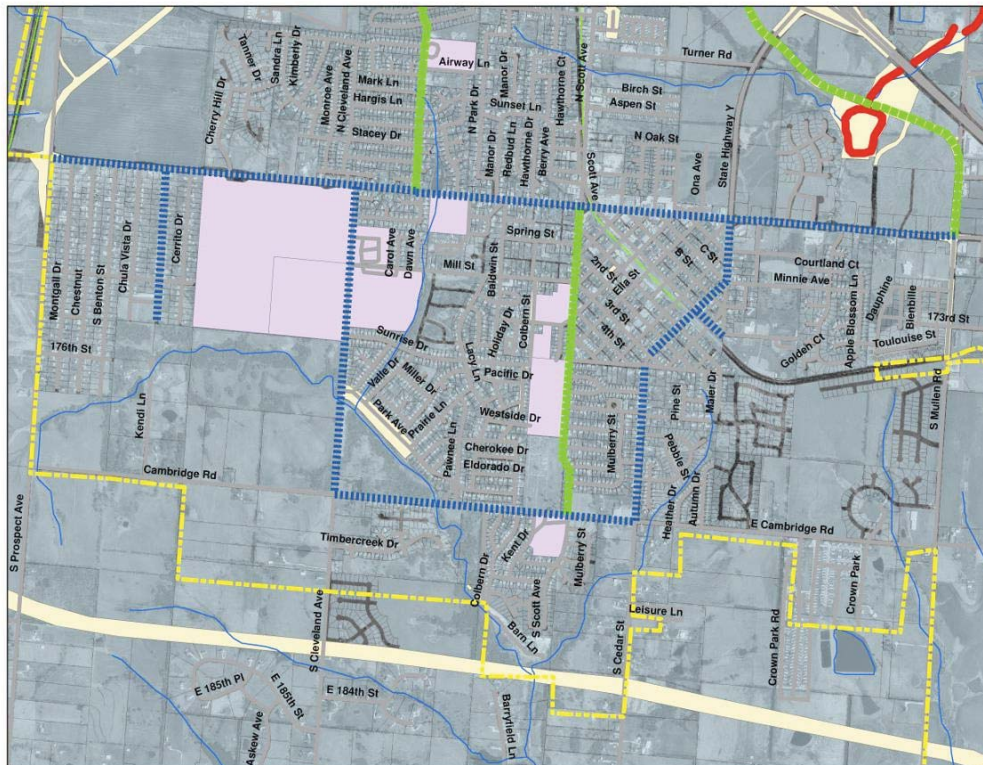 Turner Rd
Tanner Dr
Sandra Ln
Kimberly Dr
Airway Ln
Manor Dr
Hawthorne Ct
N Scott Ave
Cherry Hill Dr
Monroe Ave
N Cleveland Ave
Mark Ln
Hargis Ln
Stacey Dr
N Park Dr
Sunset Ln
Birch St
Aspen St
N Oak St
Manor Dr
Redbud Ln
Hawthorne Dr
Berry Ave
Scott Ave
Ona Ave
State Highway Y
Montgall Dr
Chestnut
S Benton St
Chula Vista Dr
Cerrito Dr
Carol Ave
Dawn Ave
Spring St
Mill St
Baldwin St
2nd St
Ella St
B St
C St
3rd St
4th St
Courtland Ct
Minnie Ave
Apple Blossom Ln
Dauphine
Bienbille
173rd St
Toulouise St
Golden Ct
176th St
Sunrise Dr
Holiday Dr
Colbern St
Valie Dr
Miller Dr
Lacy Ln
Pacific Dr
Park Ave
Prairie Ln
Westside Dr
Pine St
Maier Dr
S Mullen Rd
Kendi Ln
Pawnee Ln
Cherokee Dr
Eldorado Dr
Mulberry St
Pebble St
Cambridge Rd
Heather Dr
Autumn Dr
E Cambridge Rd
S Prospect Ave
Timbercreek Dr
Kent Dr
Mulberry St
Colbern Dr
S Scott Ave
Barn Ln
Leisure Ln
Crown Park
S Cleveland Ave
S Cedar St
Crown Park Rd
E 185th Pl
E 185th St
E 184th St
Askew Ave
Barryfield Ln